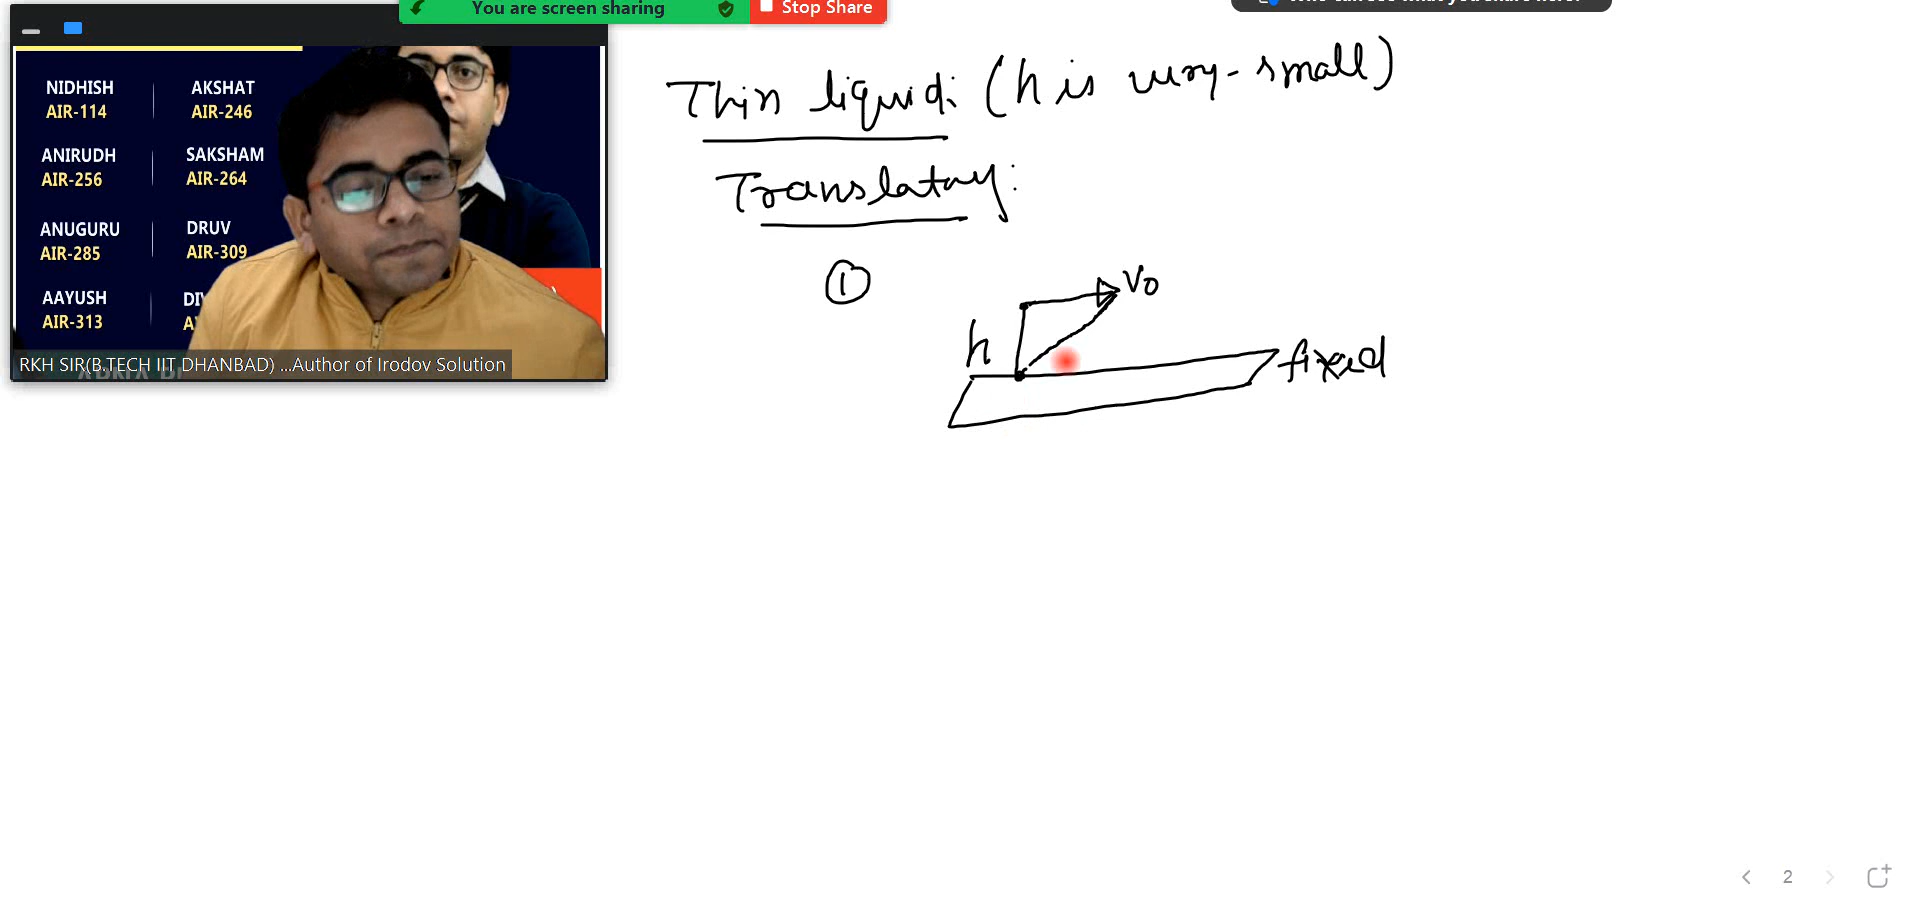 You are screen sharing
Stop Share
NIDHISH
AIR-114
AKSHAT
AIR-246
ANIRUDH
AIR-256
SAKSHAM
AIR-264
ANUGURU
AIR-285
DRUV
AIR-309
AAYUSH
AIR-313
RKH SIR(B.TECH IIT DHANBAD) ...Author of Irodov Solution
Thin liquid: (h is very-small)
Translatory:
1
V0
h
fixed
2